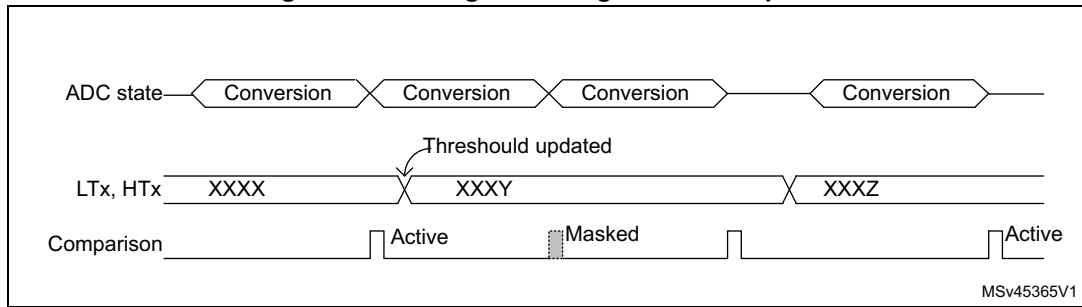 ADC state Conversion Conversion Conversion Conversion
Threshould updated
LTx, HTx XXXX XXXY XXXZ
Comparison Active Masked Active
MSv45365V1